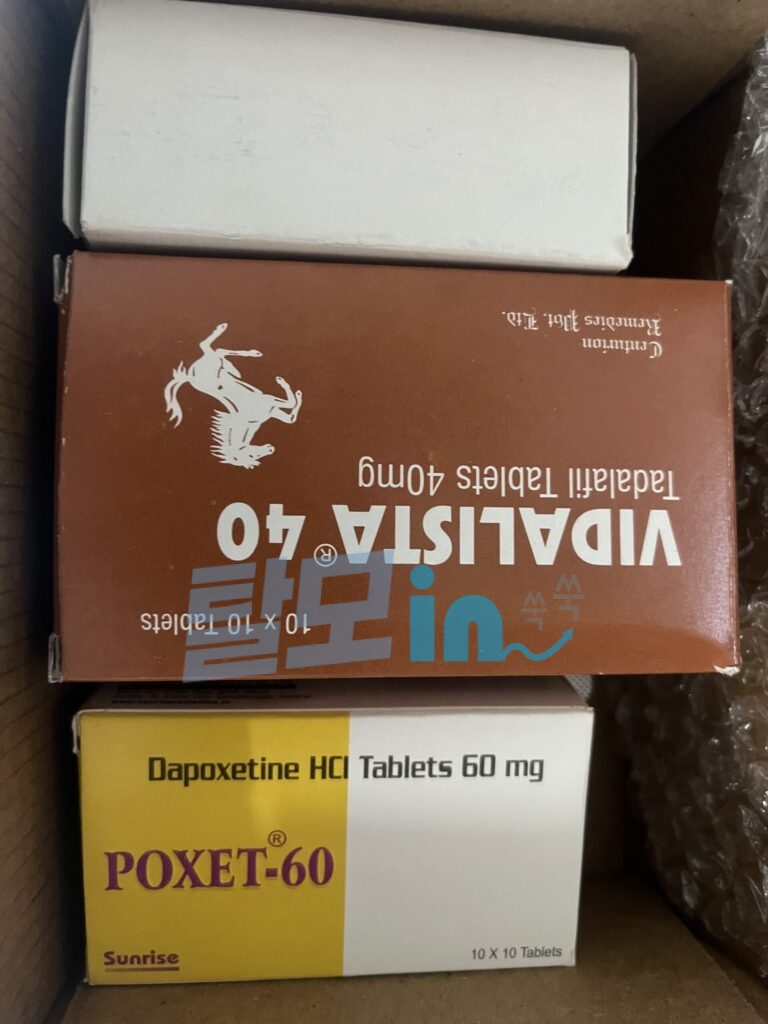 Centurion
Remedies Pvt. Ltd.
Tadalafil Tablets 40mg
VIDALISTA® 40
10 x 10 Tablets
탈모in쑥쑥
Dapoxetine HCl Tablets 60 mg
POXET®-60
Sunrise
10 X 10 Tablets